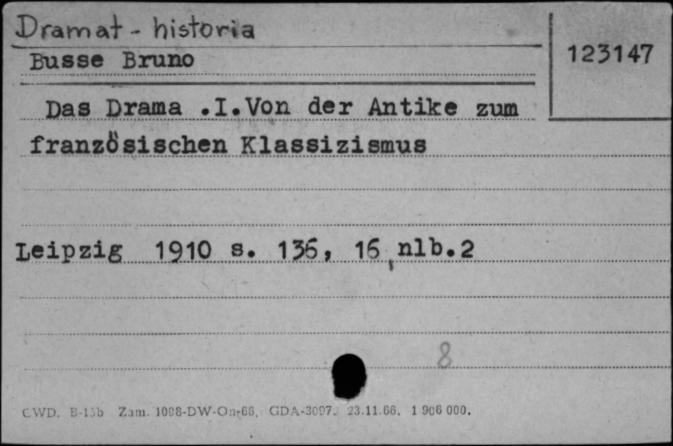 Dramat - historia
Busse Bruno
123147
Das Drama .I.Von der Antike zum
französischen Klassizismus
Leipzig 1910 s. 136, 16 nlb.2
8
CWD. B-15b Zam. 1098-DW-On-66, GDA-3097. 23.11.66. 1 906 000.